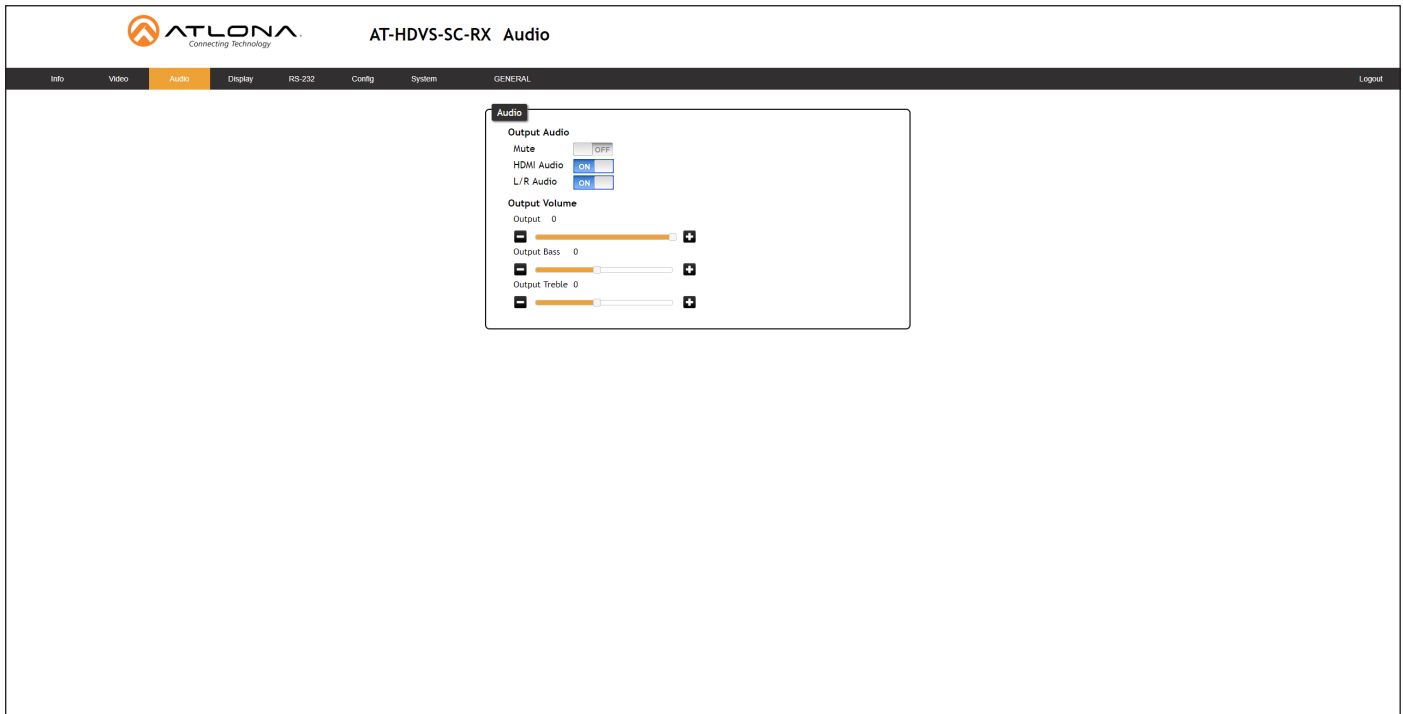 ATLONA.
Connecting Technology
AT-HDVS-SC-RX Audio
Info Video Audio Display RS-232 Config System GENERAL Logout
Audio
Output Audio
Mute OFF
HDMI Audio ON
L/R Audio ON
Output Volume
Output 0
Output Bass 0
Output Treble 0